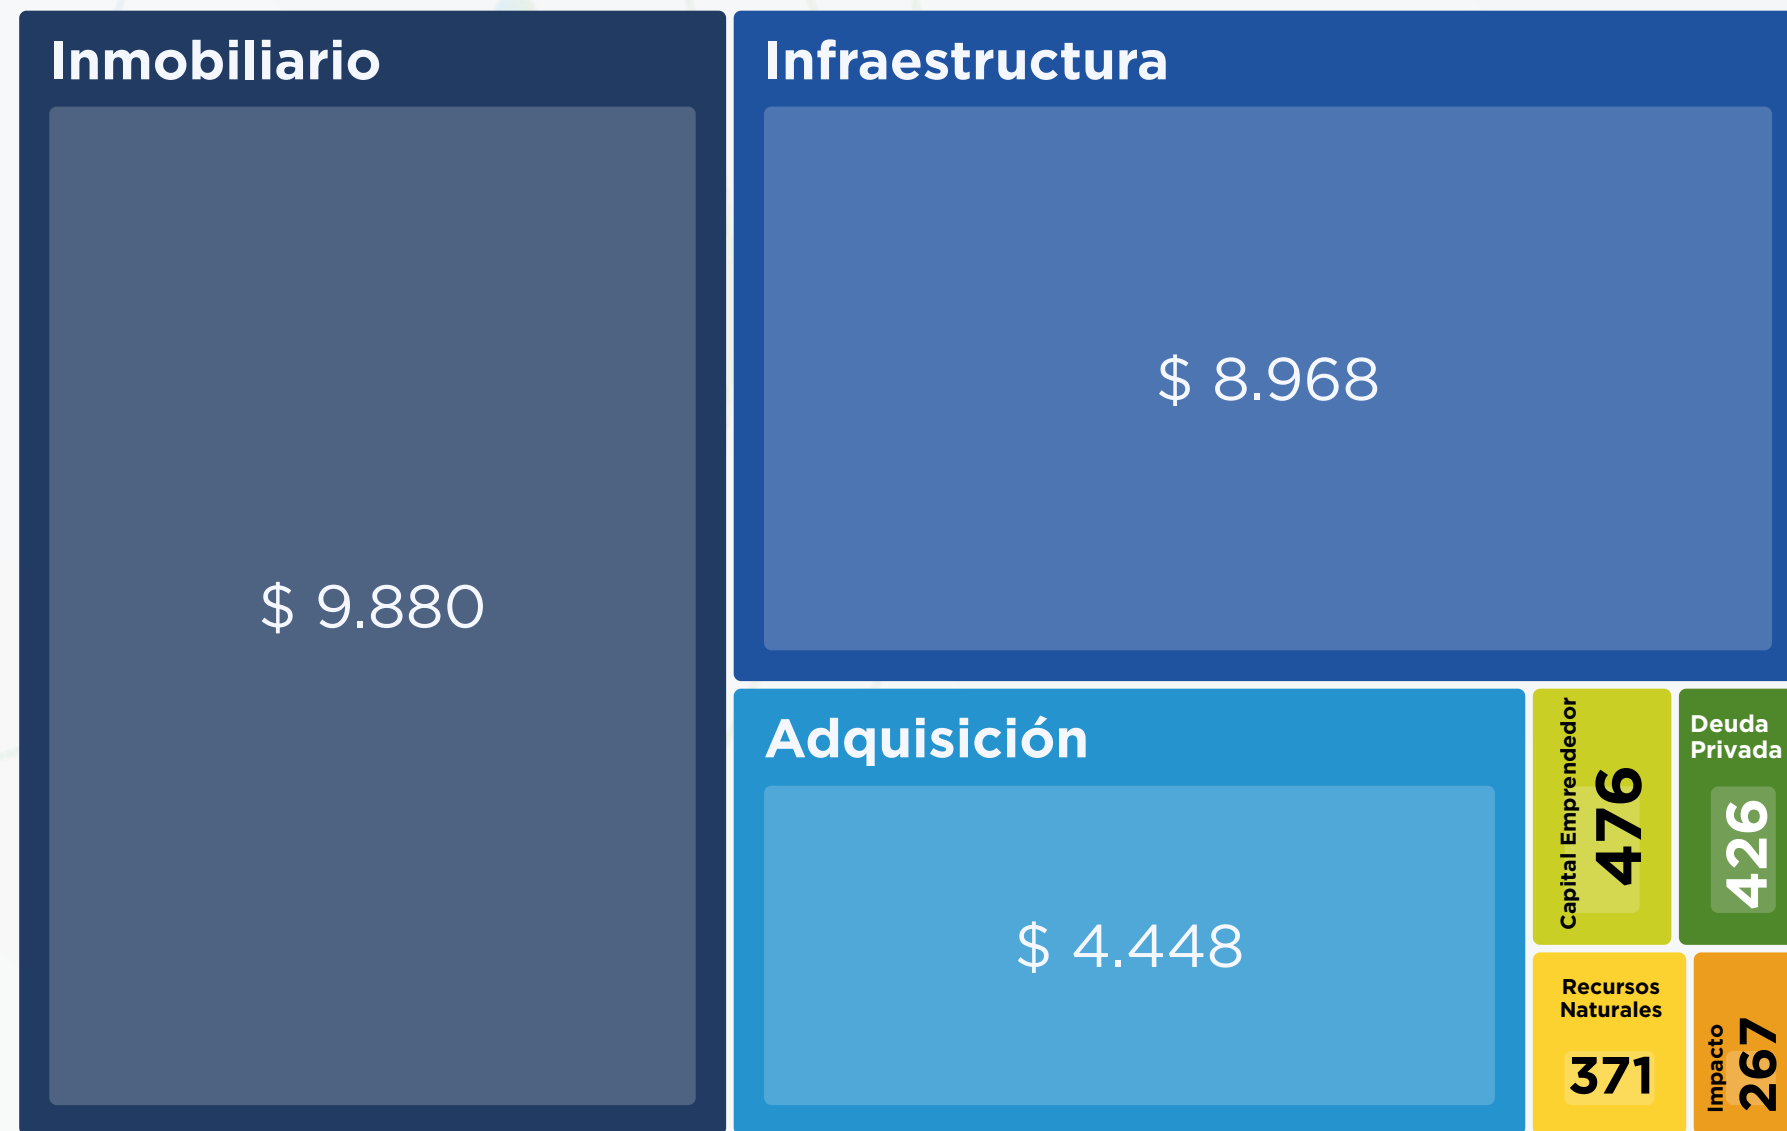 Inmobiliario
$ 9.880
Infraestructura
$ 8.968
Adquisición
$ 4.448
Capital Emprendedor
476
Deuda
Privada
426
Recursos
Naturales
371
Impacto
267